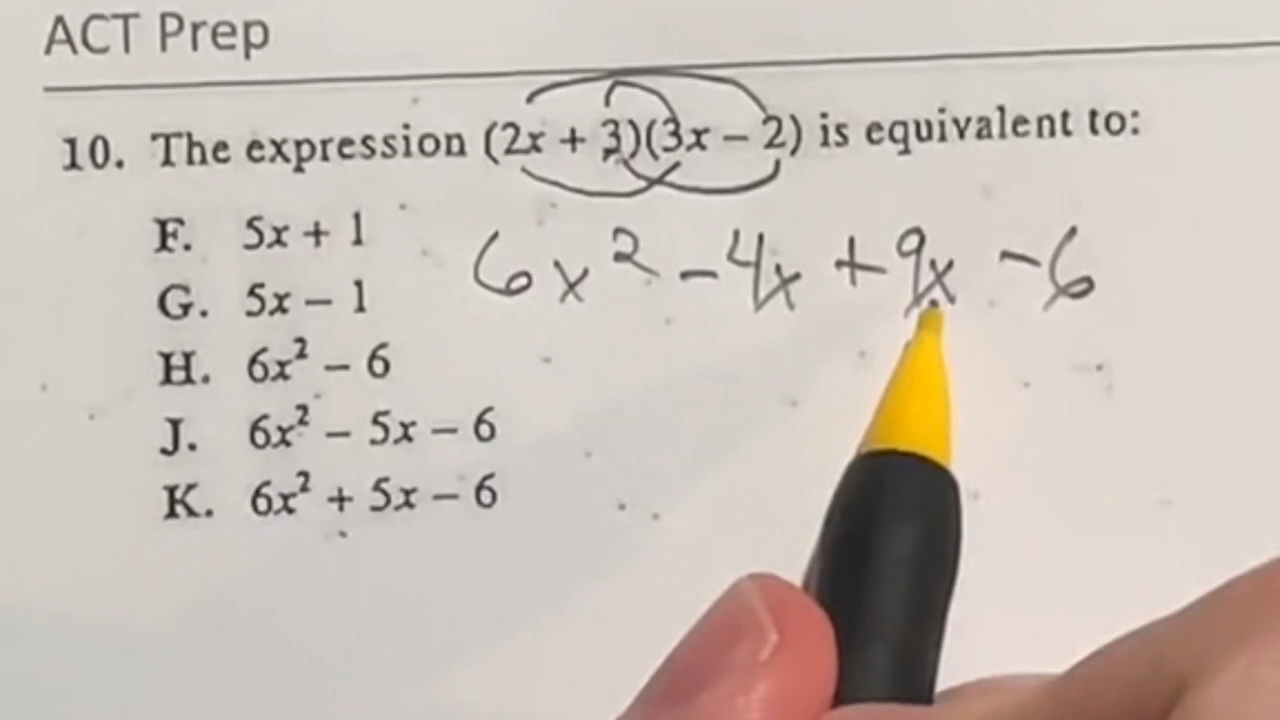 ACT Prep
10. The expression (2x + 3)(3x – 2) is equivalent to:
F. 5x + 1
6x² – 4x + 9x – 6
G. 5x – 1
H. 6x² – 6
J. 6x² – 5x – 6
K. 6x² + 5x – 6